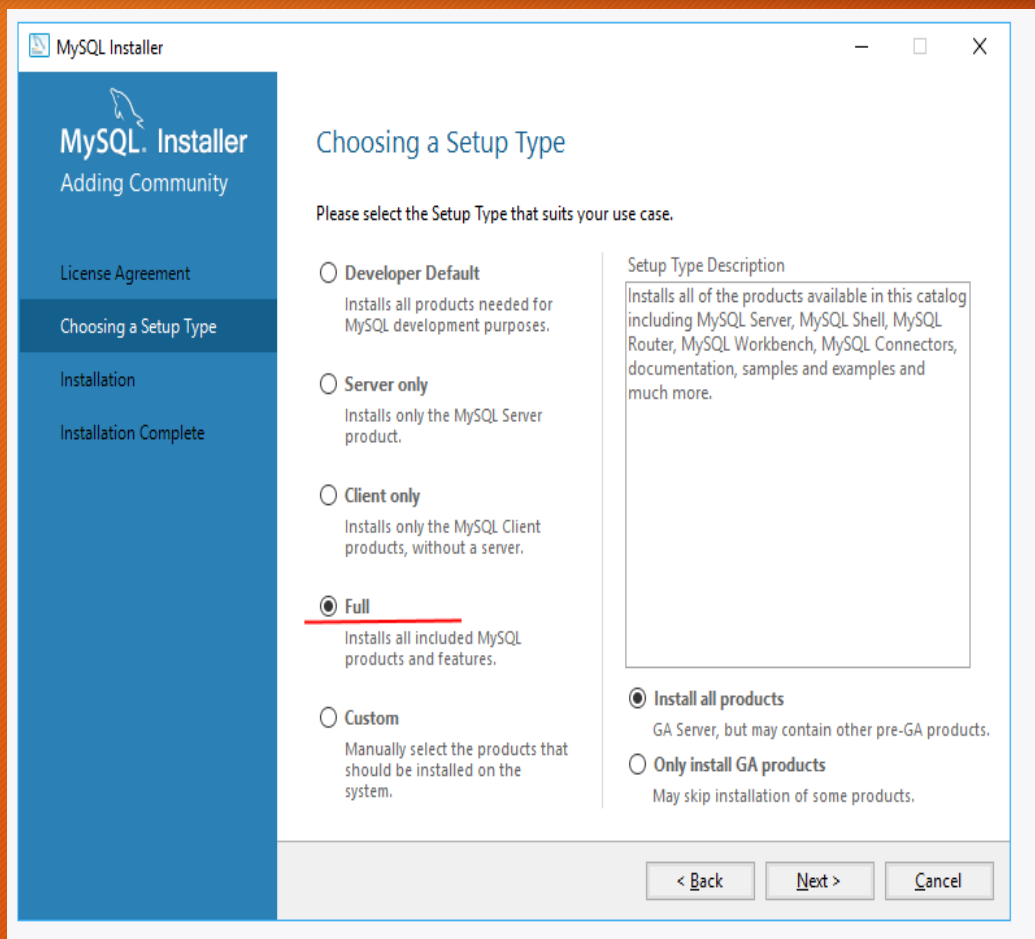 MySQL Installer
MySQL. Installer
Adding Community
License Agreement
Choosing a Setup Type
Installation
Installation Complete
Choosing a Setup Type
Please select the Setup Type that suits your use case.
Developer Default
Installs all products needed for
MySQL development purposes.
Server only
Installs only the MySQL Server
product.
Client only
Installs only the MySQL Client
products, without a server.
Full
Installs all included MySQL
products and features.
Custom
Manually select the products that
should be installed on the
system.
Setup Type Description
Installs all of the products available in this catalog
including MySQL Server, MySQL Shell, MySQL
Router, MySQL Workbench, MySQL Connectors,
documentation, samples and examples and
much more.
Install all products
GA Server, but may contain other pre-GA products.
Only install GA products
May skip installation of some products.
< Back
Next >
Cancel